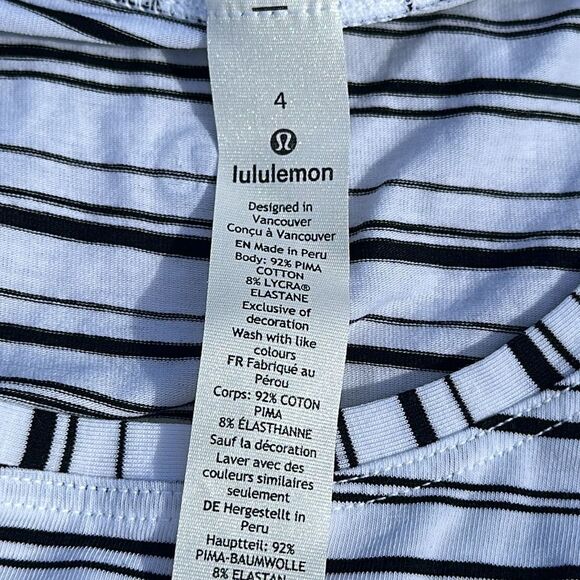 4
lululemon
Designed in
Vancouver
Conçu à Vancouver
EN Made in Peru
Body: 92% PIMA
COTTON
8% LYCRA®
ELASTANE
Exclusive of
decoration
Wash with like
colours
FR Fabriqué au
Pérou
Corps: 92% COTON
PIMA
8% ÉLASTHANNE
Sauf la décoration
Laver avec des
couleurs similaires
seulement
DE Hergestellt in
Peru
Hauptteil: 92%
PIMA-BAUMWOLLE
8% ELASTAN